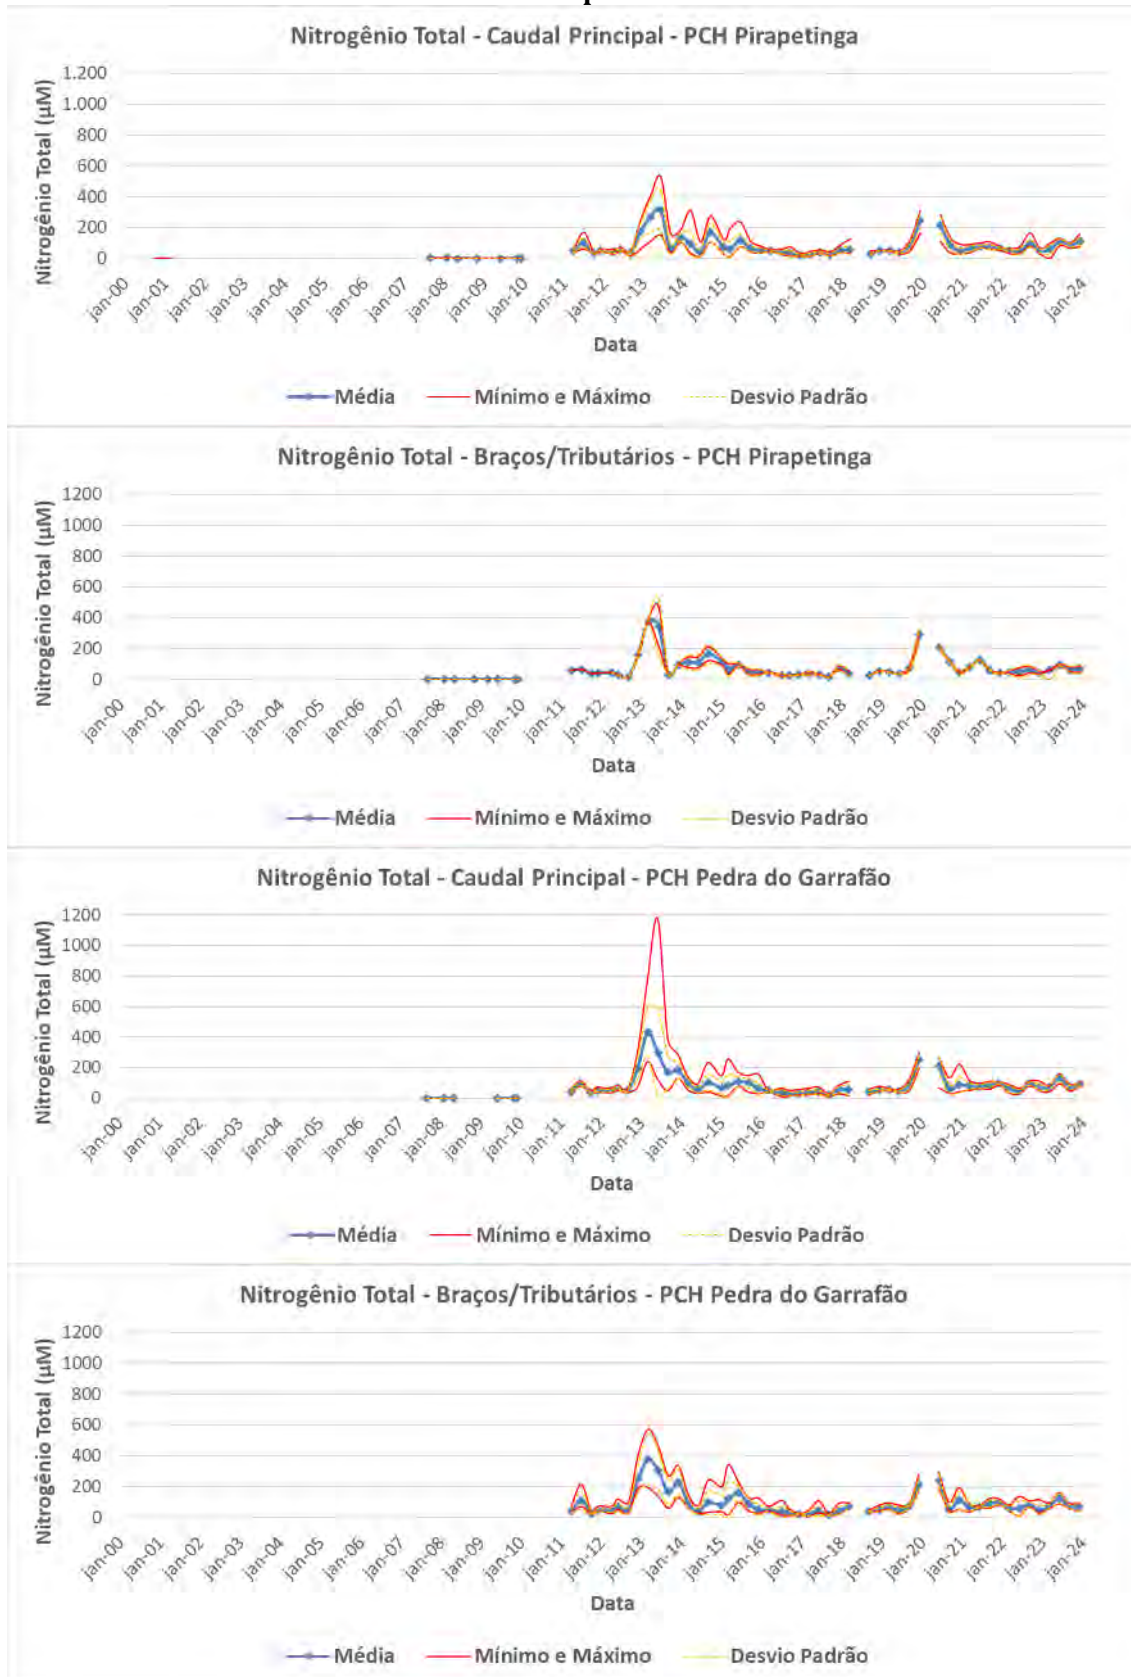 Nitrogênio Total - Caudal Principal - PCH Pirapetinga
Nitrogênio Total (µM)
1.200
1.000
800
600
400
200
0
jan-00 jan-01 jan-02 jan-03 jan-04 jan-05 jan-06 jan-07 jan-08 jan-09 jan-10 jan-11 jan-12 jan-13 jan-14 jan-15 jan-16 jan-17 jan-18 jan-19 jan-20 jan-21 jan-22 jan-23 jan-24
Data
Média Mínimo e Máximo Desvio Padrão
Nitrogênio Total - Braços/Tributários - PCH Pirapetinga
Nitrogênio Total (µM)
1200
1000
800
600
400
200
0
jan-00 jan-01 jan-02 jan-03 jan-04 jan-05 jan-06 jan-07 jan-08 jan-09 jan-10 jan-11 jan-12 jan-13 jan-14 jan-15 jan-16 jan-17 jan-18 jan-19 jan-20 jan-21 jan-22 jan-23 jan-24
Data
Média Mínimo e Máximo Desvio Padrão
Nitrogênio Total - Caudal Principal - PCH Pedra do Garrafão
Nitrogênio Total (µM)
1200
1000
800
600
400
200
0
jan-00 jan-01 jan-02 jan-03 jan-04 jan-05 jan-06 jan-07 jan-08 jan-09 jan-10 jan-11 jan-12 jan-13 jan-14 jan-15 jan-16 jan-17 jan-18 jan-19 jan-20 jan-21 jan-22 jan-23 jan-24
Data
Média Mínimo e Máximo Desvio Padrão
Nitrogênio Total - Braços/Tributários - PCH Pedra do Garrafão
Nitrogênio Total (µM)
1200
1000
800
600
400
200
0
jan-00 jan-01 jan-02 jan-03 jan-04 jan-05 jan-06 jan-07 jan-08 jan-09 jan-10 jan-11 jan-12 jan-13 jan-14 jan-15 jan-16 jan-17 jan-18 jan-19 jan-20 jan-21 jan-22 jan-23 jan-24
Data
Média Mínimo e Máximo Desvio Padrão